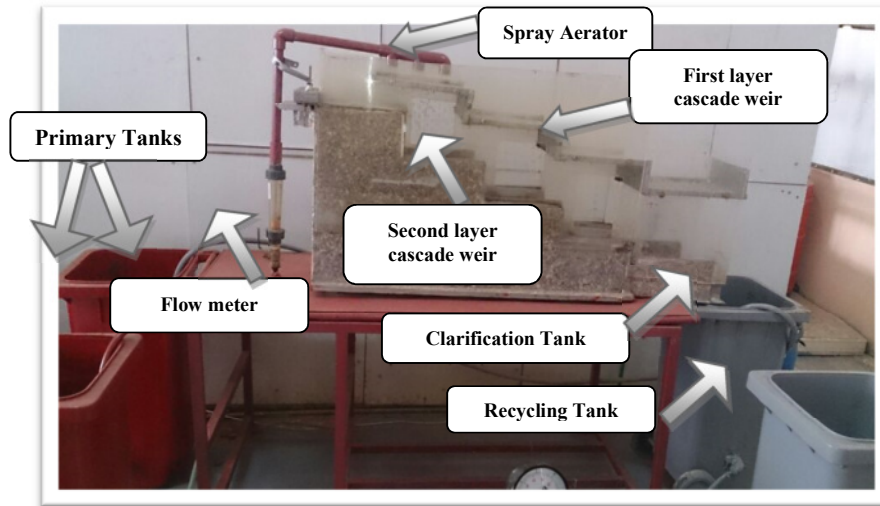 Spray Aerator
First layer
cascade weir
Primary Tanks
Second layer
cascade weir
Flow meter
Clarification Tank
Recycling Tank